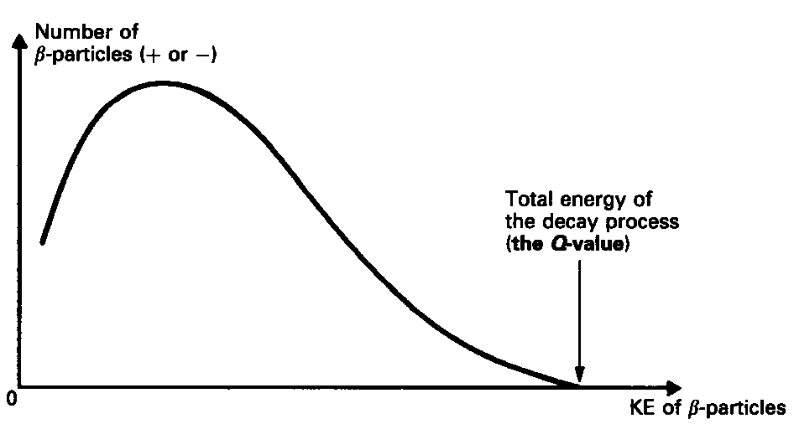 Number of
β-particles (+ or −)
Total energy of
the decay process
(the Q-value)
0
KE of β-particles